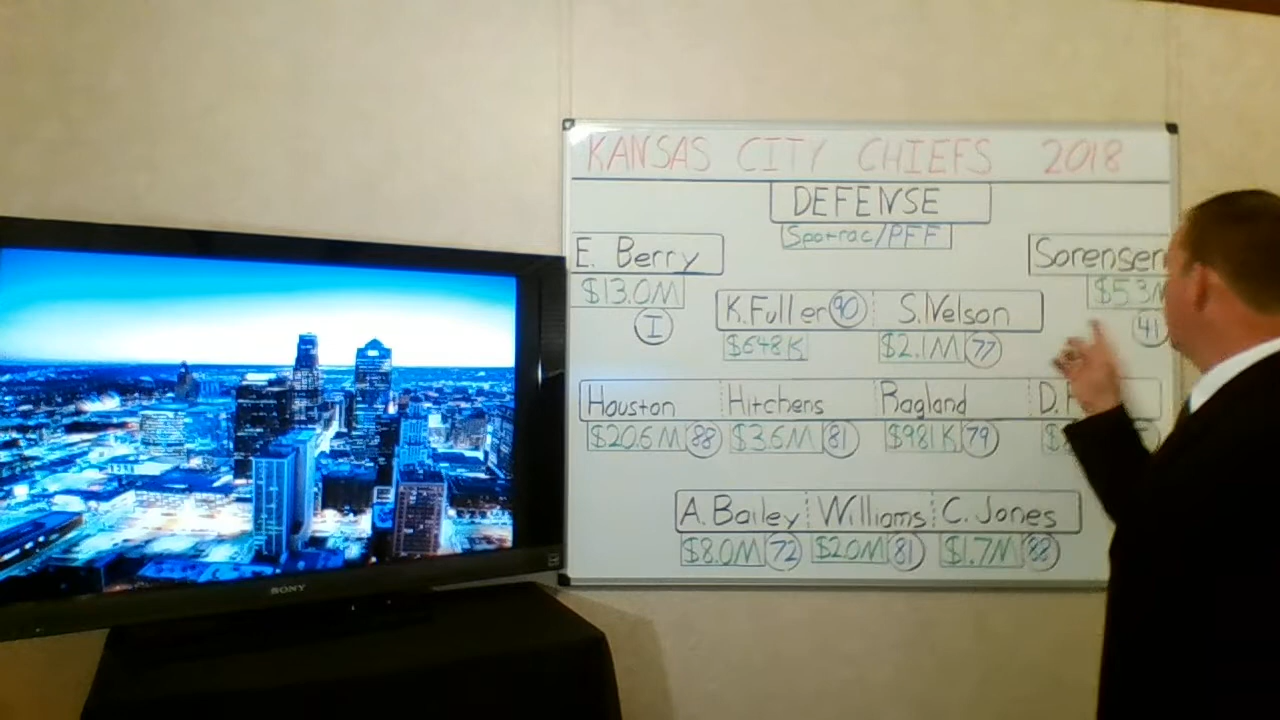 KANSAS CITY CHIEFS 2018
DEFENSE
Spotrac/PFF
E. Berry
$13.0M
I
Sorensen
$5.3M
41
K.Fuller 90 S.Nelson
$648K $2.1M 77
Houston Hitchens Ragland D.
$20.6M 88 $3.6M 81 $981K 79
A.Bailey Williams C. Jones
$8.0M 72 $2.0M 81 $1.7M 88
SONY